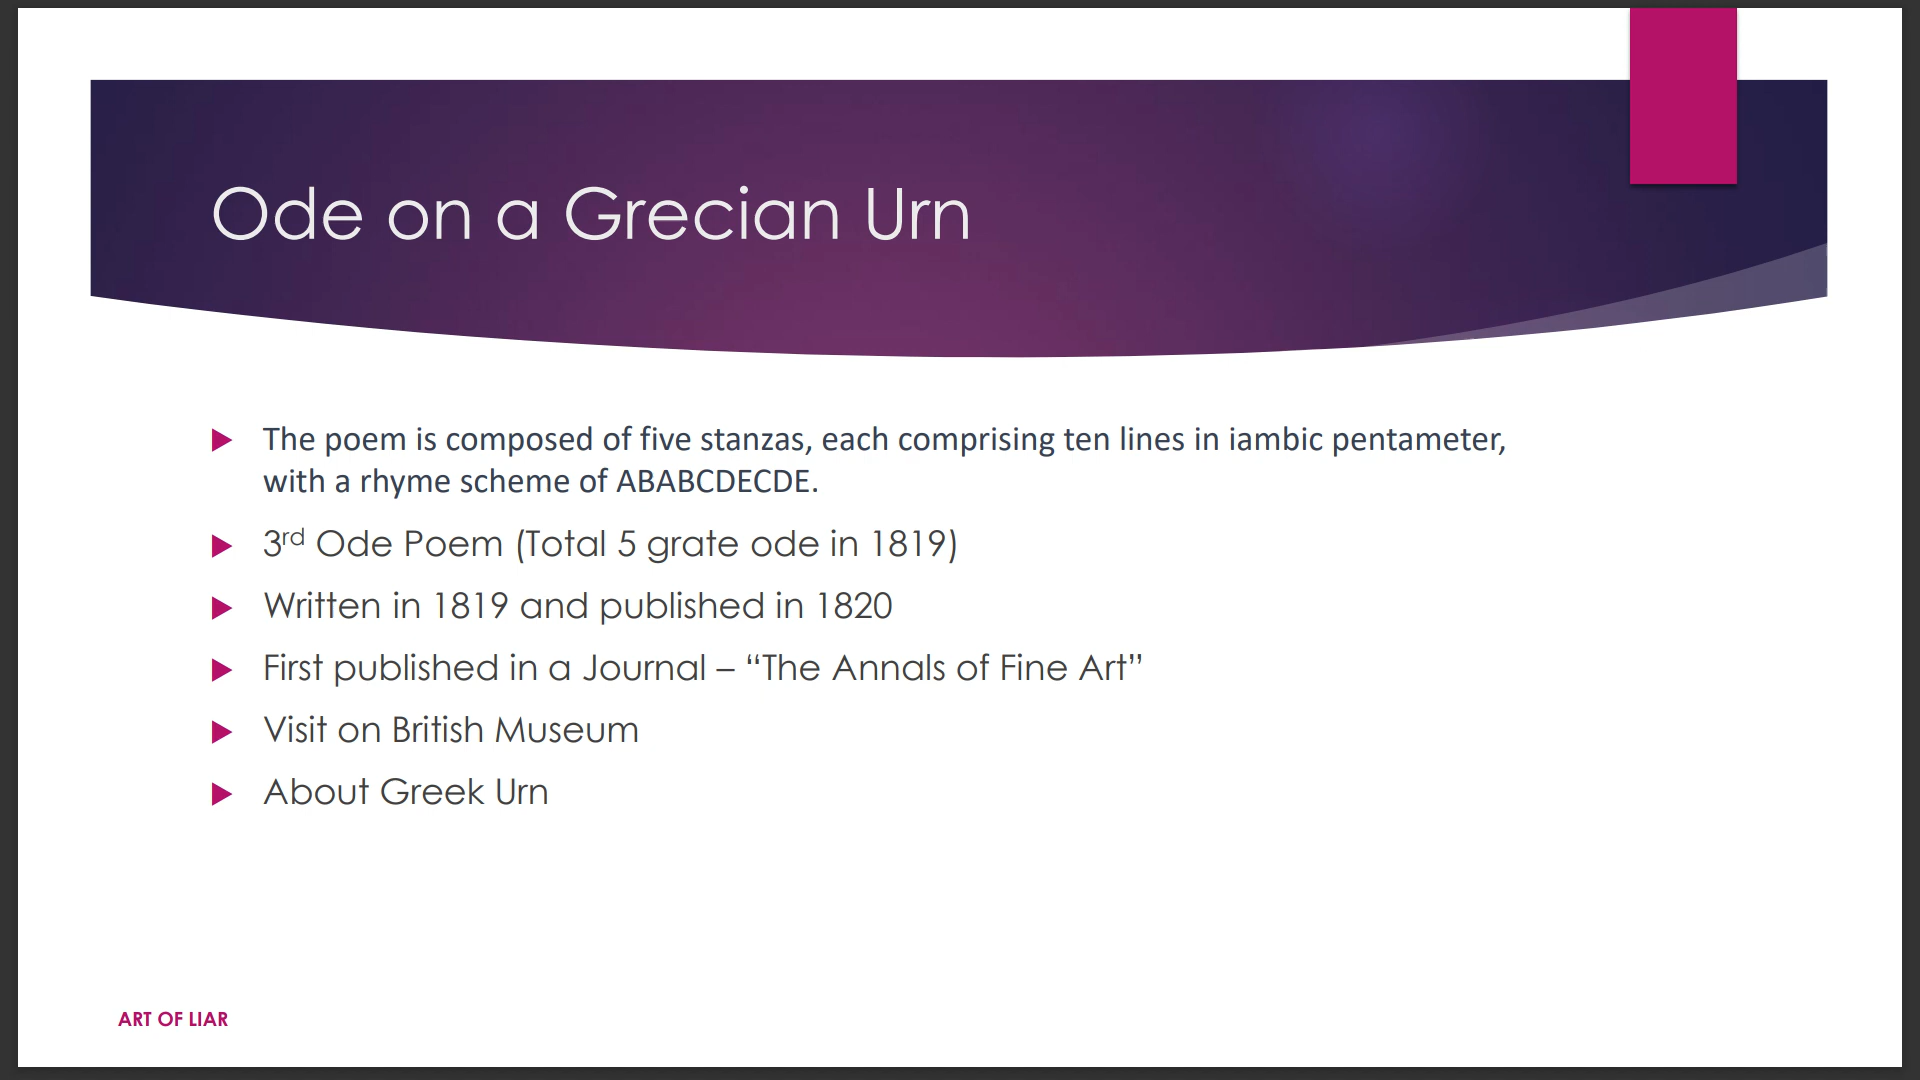 Ode on a Grecian Urn
The poem is composed of five stanzas, each comprising ten lines in iambic pentameter,
with a rhyme scheme of ABABCDECDE.
3rd Ode Poem (Total 5 grate ode in 1819)
Written in 1819 and published in 1820
First published in a Journal – “The Annals of Fine Art”
Visit on British Museum
About Greek Urn
ART OF LIAR